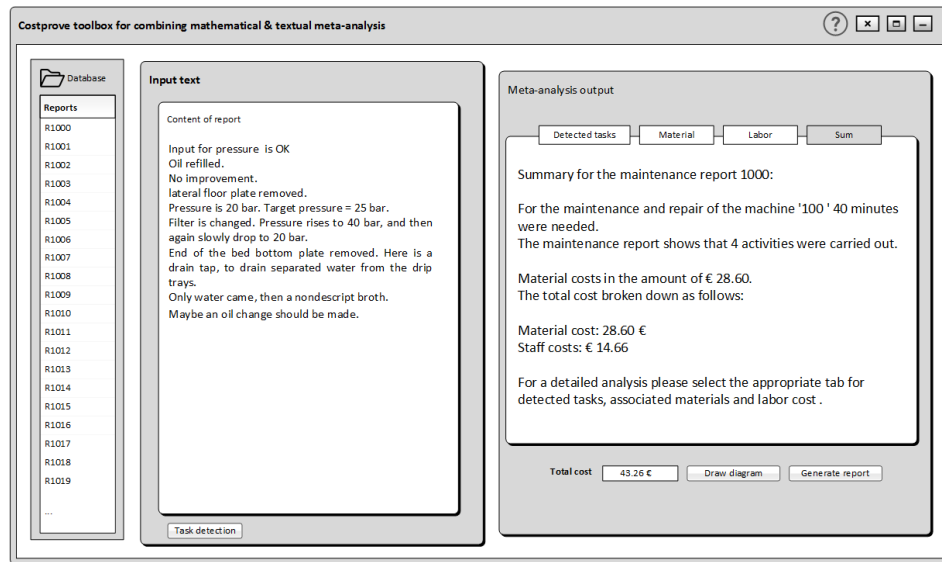 Costprove toolbox for combining mathematical & textual meta-analysis
?
Database
Reports
R1000
R1001
R1002
R1003
R1004
R1005
R1006
R1007
R1008
R1009
R1010
R1011
R1012
R1013
R1014
R1015
R1016
R1017
R1018
R1019
...
Input text
Content of report
Input for pressure is OK
Oil refilled.
No improvement.
lateral floor plate removed.
Pressure is 20 bar. Target pressure = 25 bar.
Filter is changed. Pressure rises to 40 bar, and then
again slowly drop to 20 bar.
End of the bed bottom plate removed. Here is a
drain tap, to drain separated water from the drip
trays.
Only water came, then a nondescript broth.
Maybe an oil change should be made.
Task detection
Meta-analysis output
Detected tasks
Material
Labor
Sum
Summary for the maintenance report 1000:
For the maintenance and repair of the machine '100 ' 40 minutes
were needed.
The maintenance report shows that 4 activities were carried out.
Material costs in the amount of € 28.60.
The total cost broken down as follows:
Material cost: 28.60 €
Staff costs: € 14.66
For a detailed analysis please select the appropriate tab for
detected tasks, associated materials and labor cost .
Total cost
43.26 €
Draw diagram
Generate report